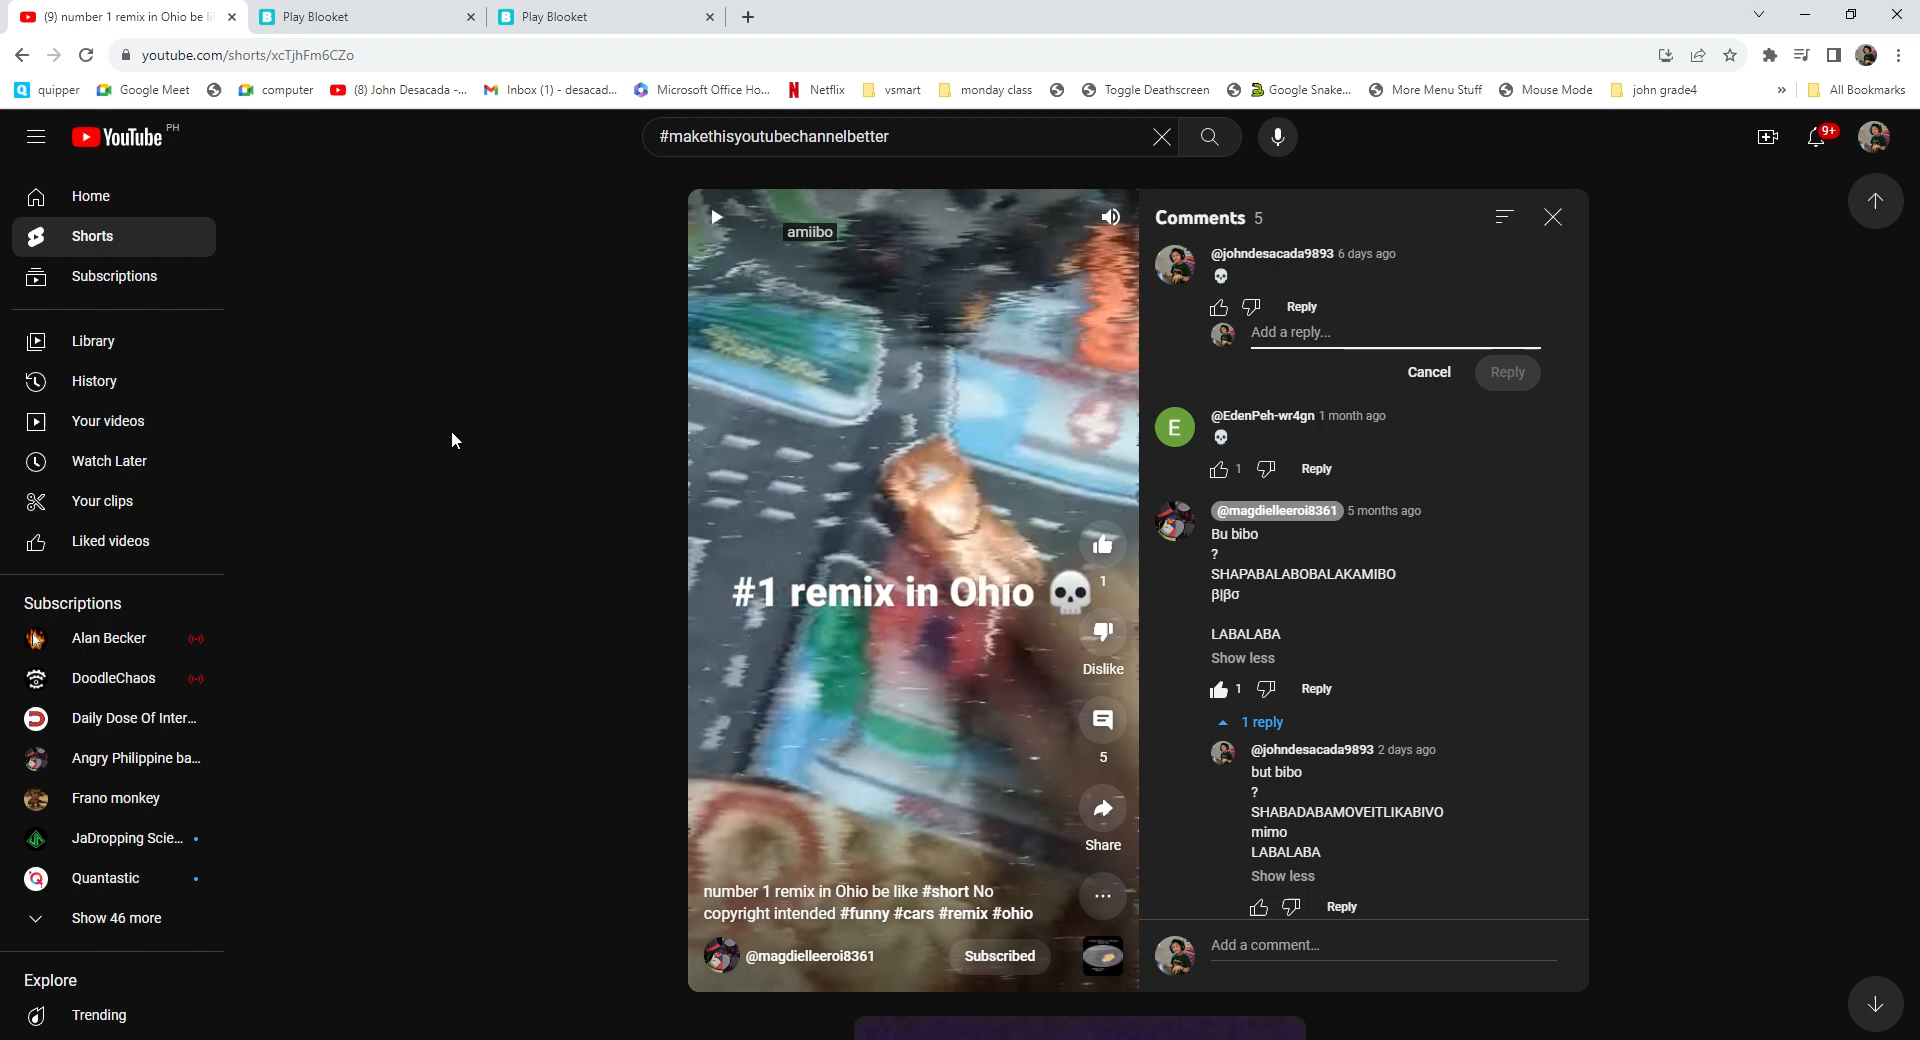 (9) number 1 remix in Ohio be li
Play Blooket
Play Blooket
youtube.com/shorts/xcTjhFm6CZo
quipper
Google Meet
computer
(8) John Desacada -...
Inbox (1) - desacad...
Microsoft Office Ho...
Netflix
vsmart
monday class
Toggle Deathscreen
Google Snake...
More Menu Stuff
Mouse Mode
john grade4
»
All Bookmarks
YouTube PH
#makethisyoutubechannelbetter
9+
Home
Shorts
Subscriptions
Library
History
Your videos
Watch Later
Your clips
Liked videos
Subscriptions
Alan Becker
DoodleChaos
Daily Dose Of Inter...
Angry Philippine ba...
Frano monkey
JaDropping Scie...
Quantastic
Show 46 more
Explore
Trending
amiibo
#1 remix in Ohio 💀
1
Dislike
5
Share
number 1 remix in Ohio be like #short No
copyright intended #funny #cars #remix #ohio
@magdielleeroi8361
Subscribed
Comments 5
@johndesacada9893 6 days ago
💀
Reply
Add a reply...
Cancel
Reply
E
@EdenPeh-wr4gn 1 month ago
💀
1
Reply
@magdielleeroi8361 5 months ago
Bu bibo
?
SHAPABALABOBALAKAMIBO
β|βσ
LABALABA
Show less
1
Reply
1 reply
@johndesacada9893 2 days ago
but bibo
?
SHABADABAMOVEITLIKABIVO
mimo
LABALABA
Show less
Reply
Add a comment...